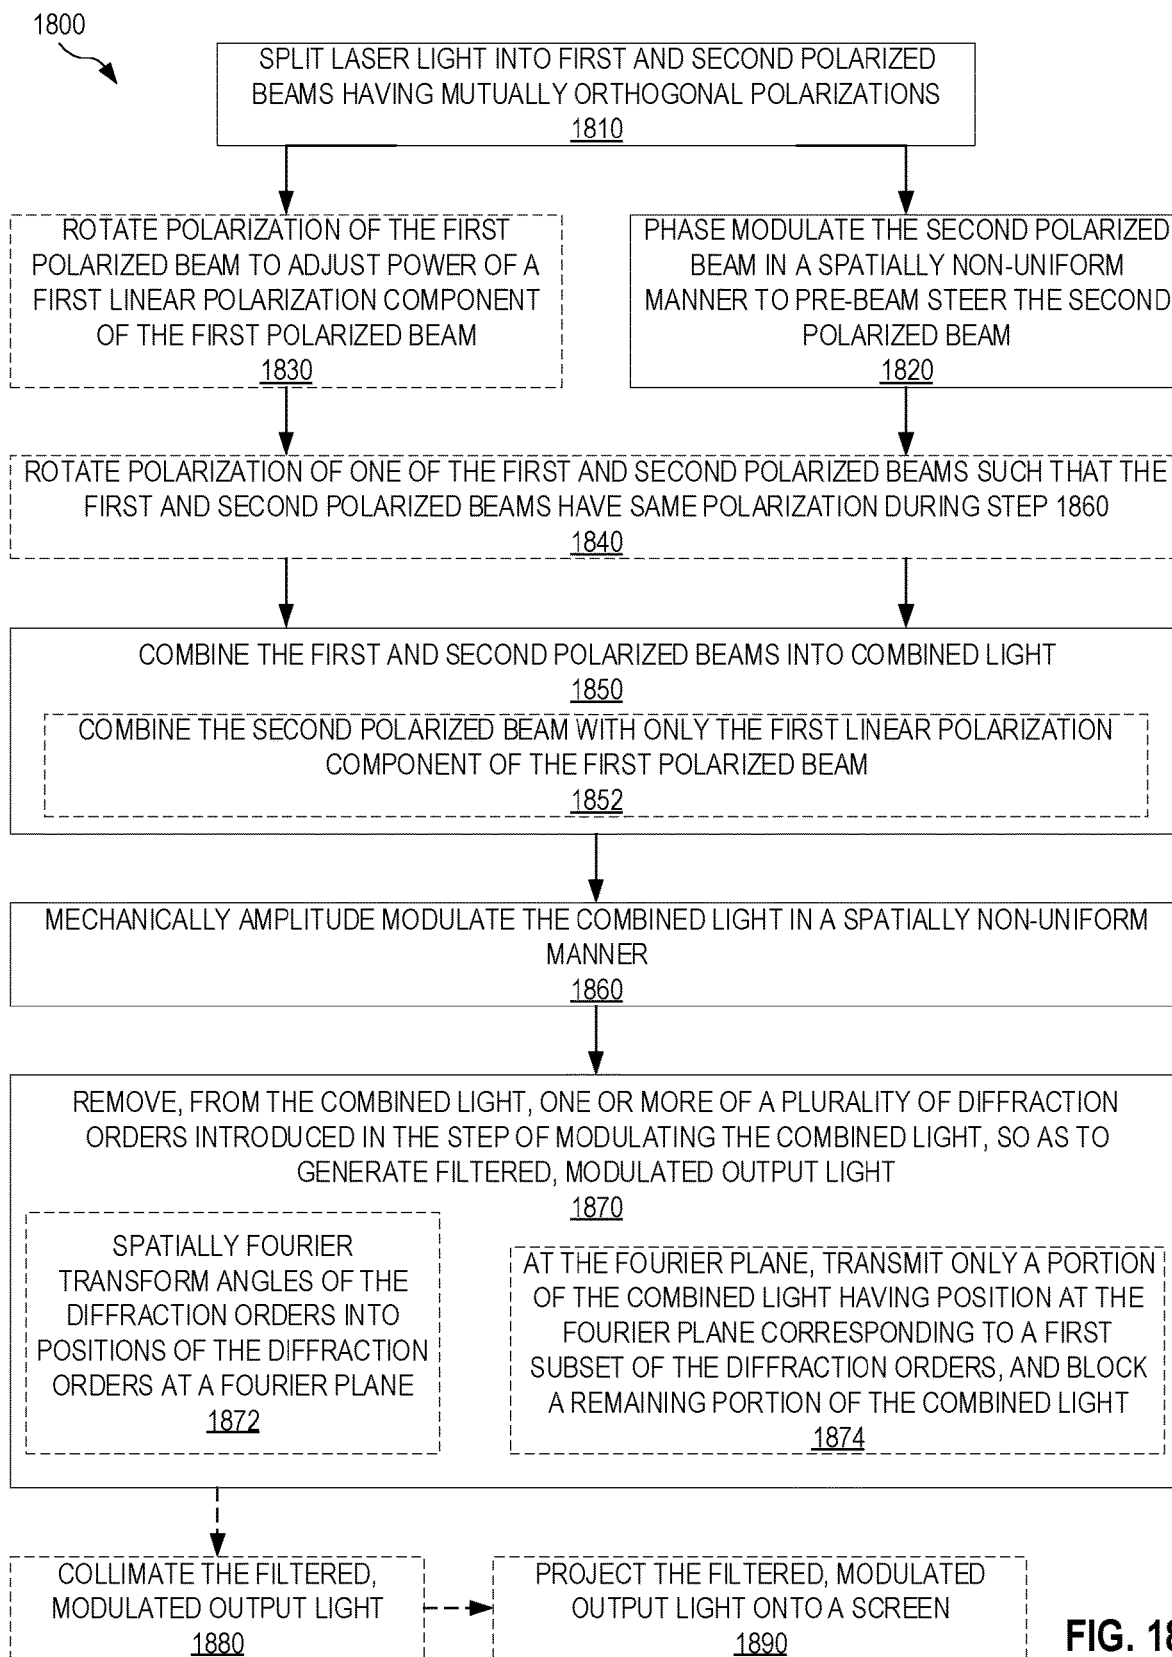 1800
SPLIT LASER LIGHT INTO FIRST AND SECOND POLARIZED
BEAMS HAVING MUTUALLY ORTHOGONAL POLARIZATIONS
1810
ROTATE POLARIZATION OF THE FIRST
POLARIZED BEAM TO ADJUST POWER OF A
FIRST LINEAR POLARIZATION COMPONENT
OF THE FIRST POLARIZED BEAM
1830
PHASE MODULATE THE SECOND POLARIZED
BEAM IN A SPATIALLY NON-UNIFORM
MANNER TO PRE-BEAM STEER THE SECOND
POLARIZED BEAM
1820
ROTATE POLARIZATION OF ONE OF THE FIRST AND SECOND POLARIZED BEAMS SUCH THAT THE
FIRST AND SECOND POLARIZED BEAMS HAVE SAME POLARIZATION DURING STEP 1860
1840
COMBINE THE FIRST AND SECOND POLARIZED BEAMS INTO COMBINED LIGHT
1850
COMBINE THE SECOND POLARIZED BEAM WITH ONLY THE FIRST LINEAR POLARIZATION
COMPONENT OF THE FIRST POLARIZED BEAM
1852
MECHANICALLY AMPLITUDE MODULATE THE COMBINED LIGHT IN A SPATIALLY NON-UNIFORM
MANNER
1860
REMOVE, FROM THE COMBINED LIGHT, ONE OR MORE OF A PLURALITY OF DIFFRACTION
ORDERS INTRODUCED IN THE STEP OF MODULATING THE COMBINED LIGHT, SO AS TO
GENERATE FILTERED, MODULATED OUTPUT LIGHT
1870
SPATIALLY FOURIER
TRANSFORM ANGLES OF THE
DIFFRACTION ORDERS INTO
POSITIONS OF THE DIFFRACTION
ORDERS AT A FOURIER PLANE
1872
AT THE FOURIER PLANE, TRANSMIT ONLY A PORTION
OF THE COMBINED LIGHT HAVING POSITION AT THE
FOURIER PLANE CORRESPONDING TO A FIRST
SUBSET OF THE DIFFRACTION ORDERS, AND BLOCK
A REMAINING PORTION OF THE COMBINED LIGHT
1874
COLLIMATE THE FILTERED,
MODULATED OUTPUT LIGHT
1880
PROJECT THE FILTERED, MODULATED
OUTPUT LIGHT ONTO A SCREEN
1890
FIG. 18